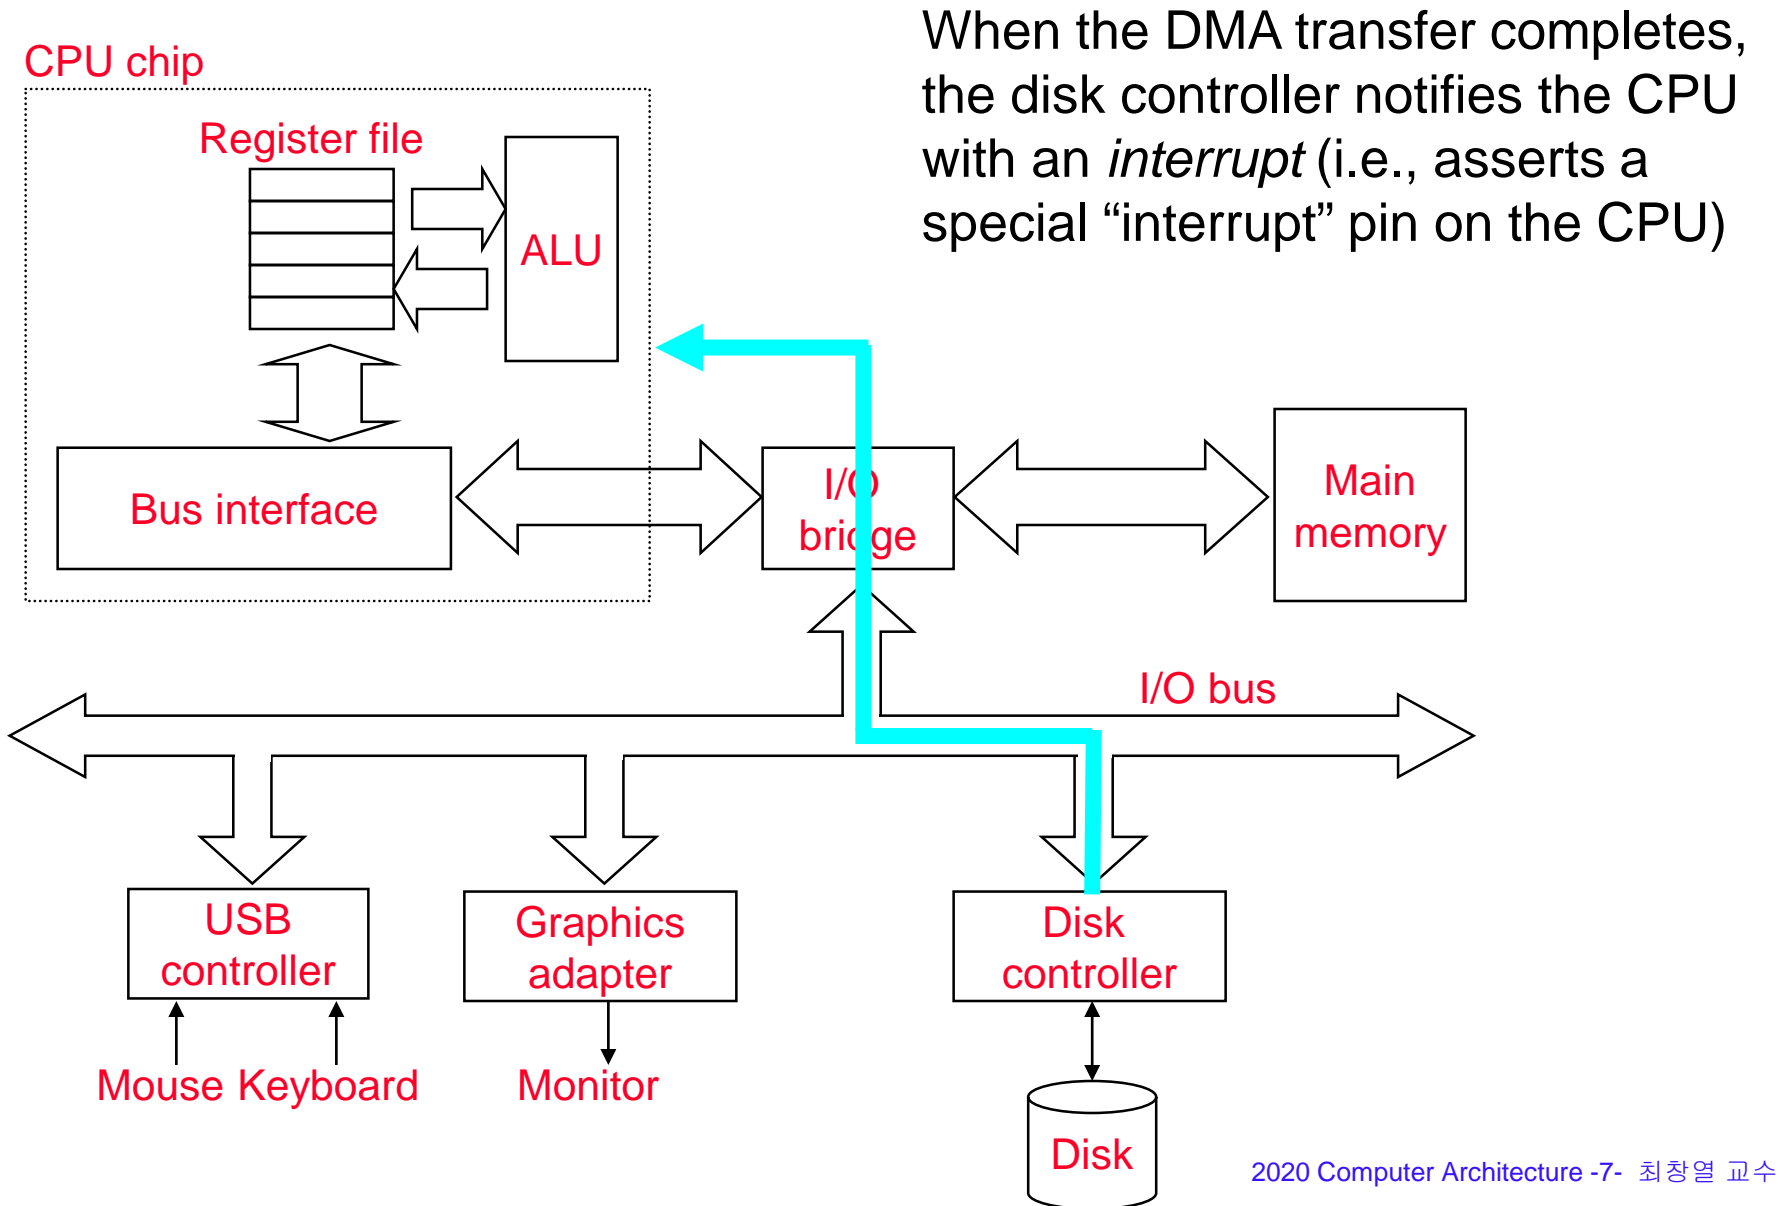 When the DMA transfer completes,
the disk controller notifies the CPU
with an interrupt (i.e., asserts a
special “interrupt” pin on the CPU)
CPU chip
Register file
ALU
Bus interface
I/O
bridge
Main
memory
I/O bus
USB
controller
Graphics
adapter
Disk
controller
Mouse Keyboard
Monitor
Disk
2020 Computer Architecture -7- 최창열 교수